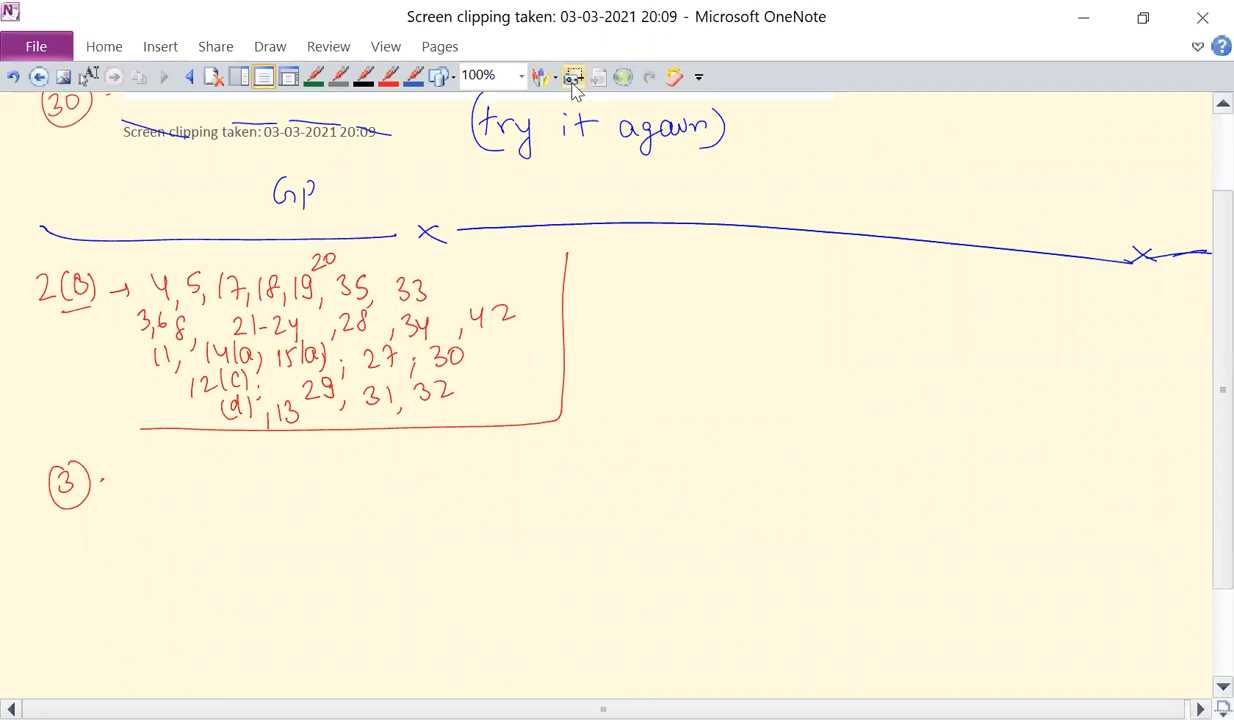 Screen clipping taken: 03-03-2021 20:09 - Microsoft OneNote
File Home Insert Share Draw Review View Pages
100%
30
Screen clipping taken: 03-03-2021 20:09
(try it again)
GP
20
2(B) → 4, 5, 17, 18, 19, 35, 33
3,6 8, 21-24, 28, 34, 42
11, 14(a, 15(a); 27; 30
12(c):
29, 31, 32
(d):, 13
3.